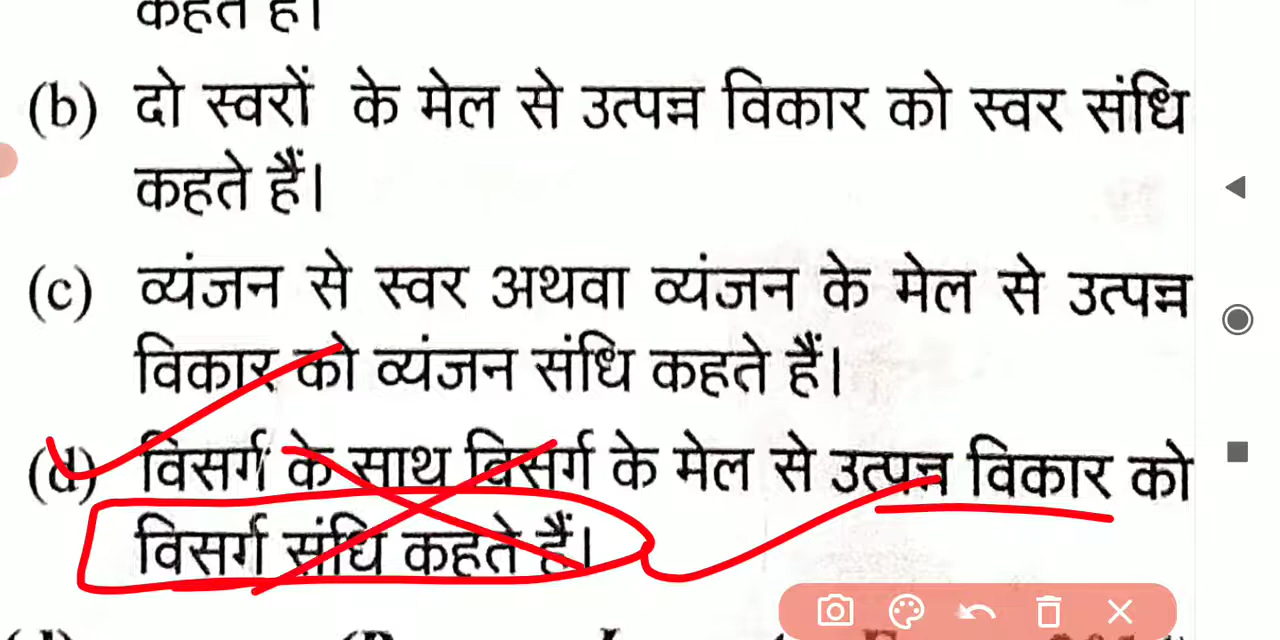 कहते हैं।
(b) दो स्वरों के मेल से उत्पन्न विकार को स्वर संधि
कहते हैं।
(c) व्यंजन से स्वर अथवा व्यंजन के मेल से उत्पन्न
विकार को व्यंजन संधि कहते हैं।
(d) विसर्ग के साथ विसर्ग के मेल से उत्पन्न विकार को
विसर्ग संधि कहते हैं।